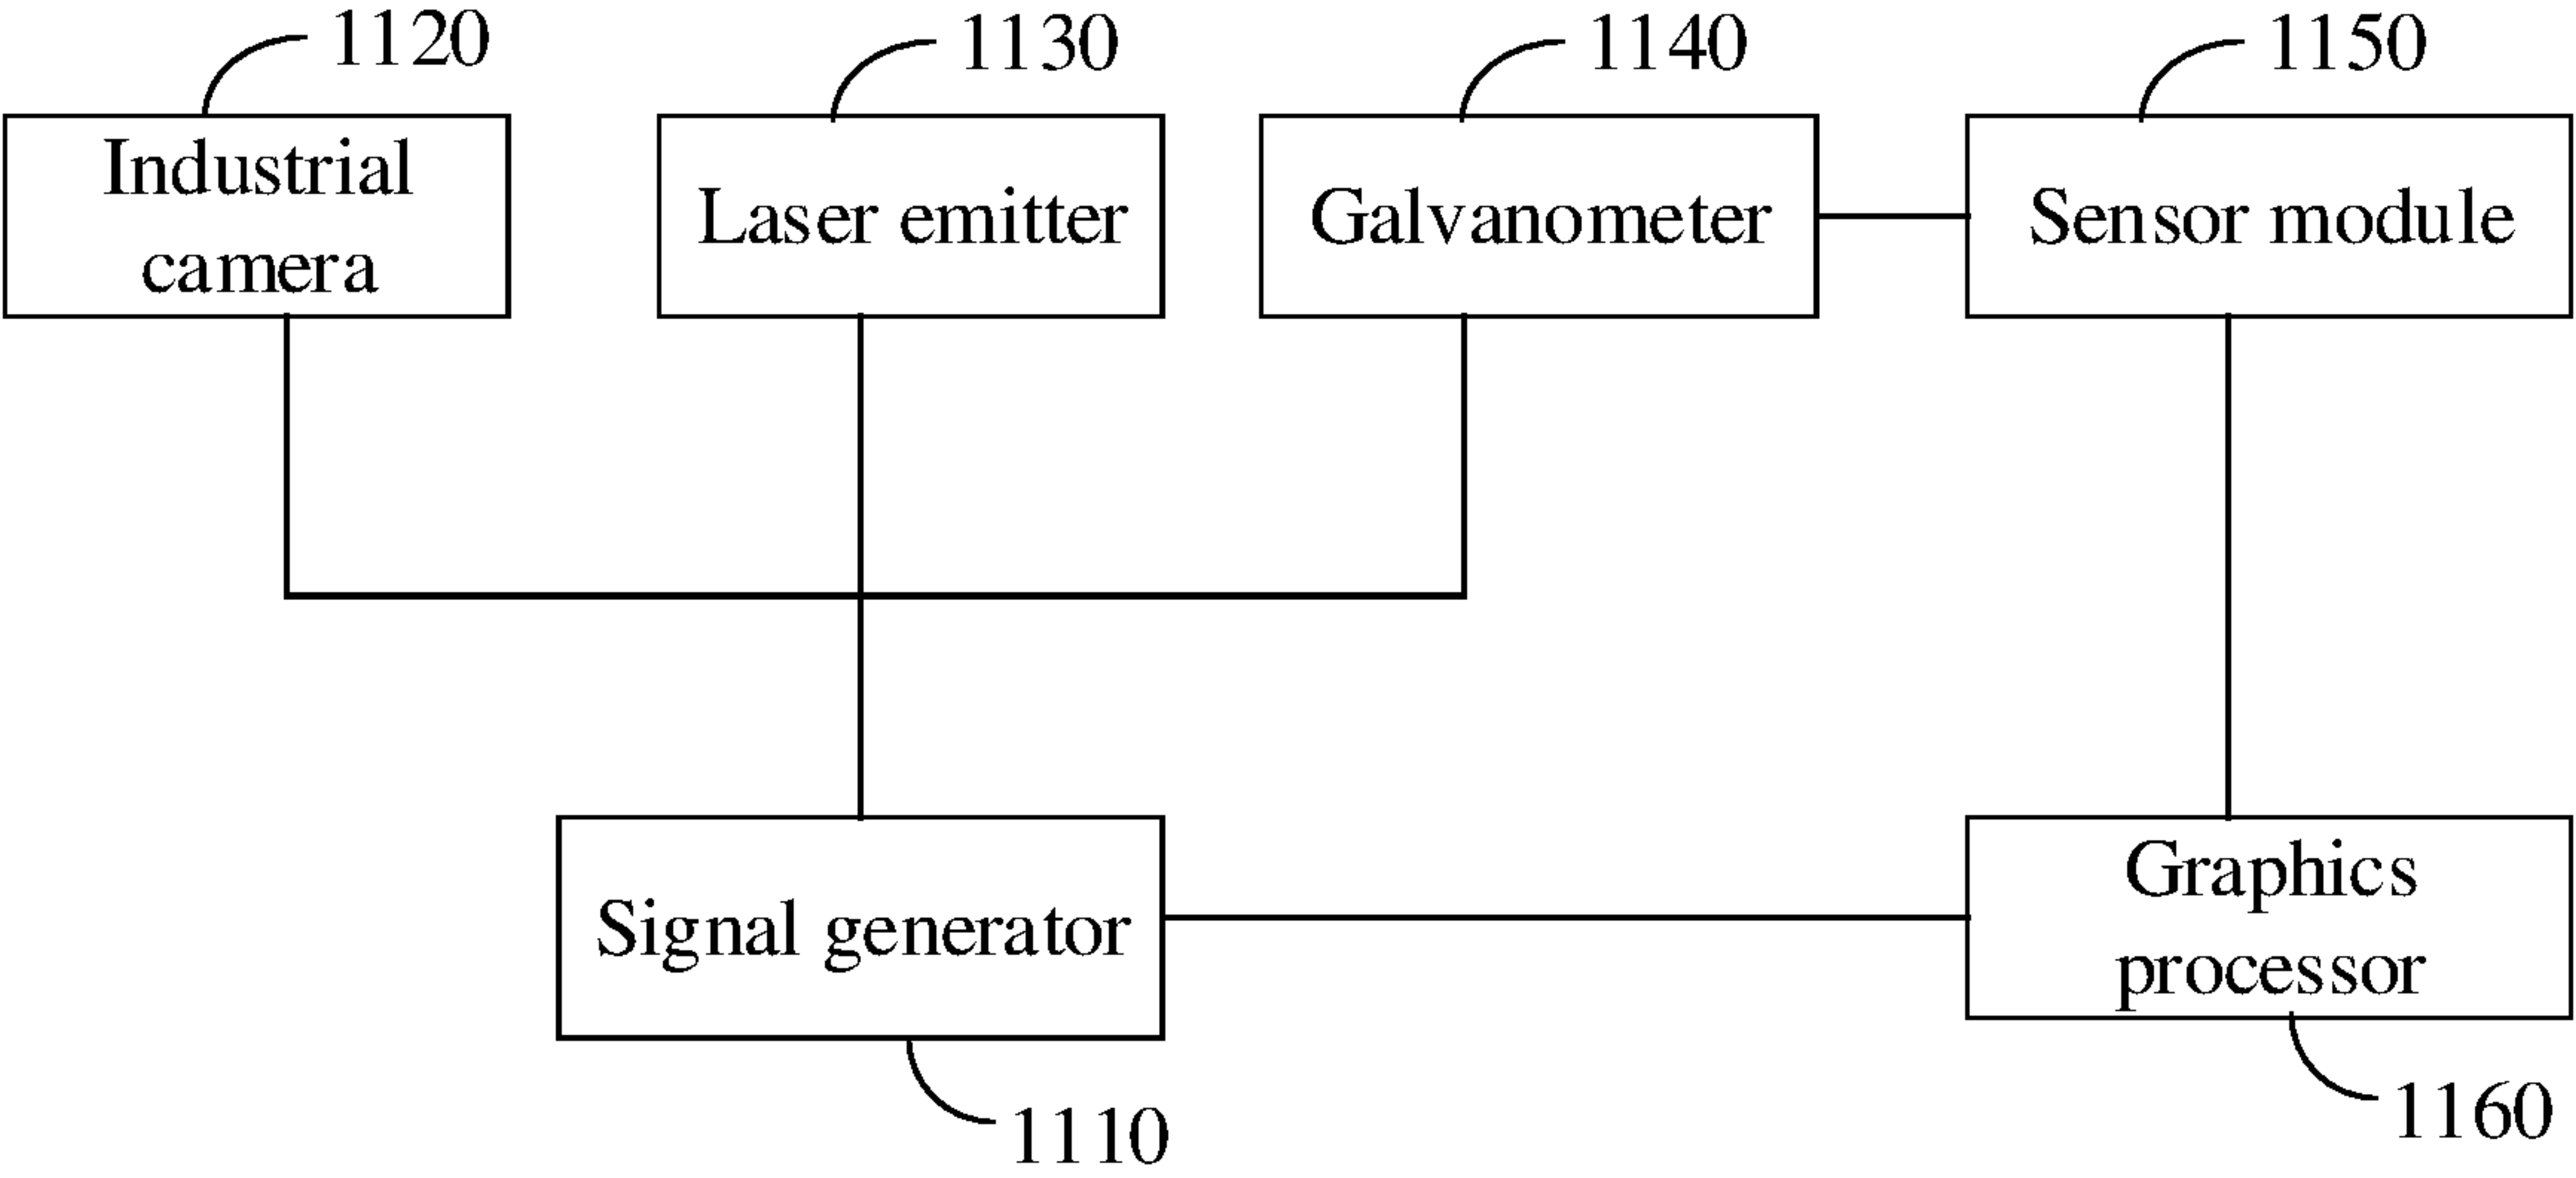 1120
1130
1140
1150
Industrial
camera
Laser emitter
Galvanometer
Sensor module
Signal generator
Graphics
processor
1110
1160